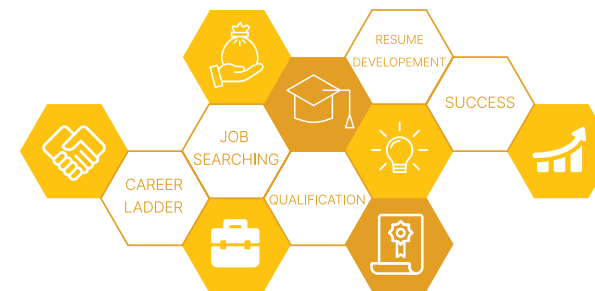 RESUME
DEVELOPEMENT
SUCCESS
JOB
SEARCHING
CAREER
LADDER
QUALIFICATION